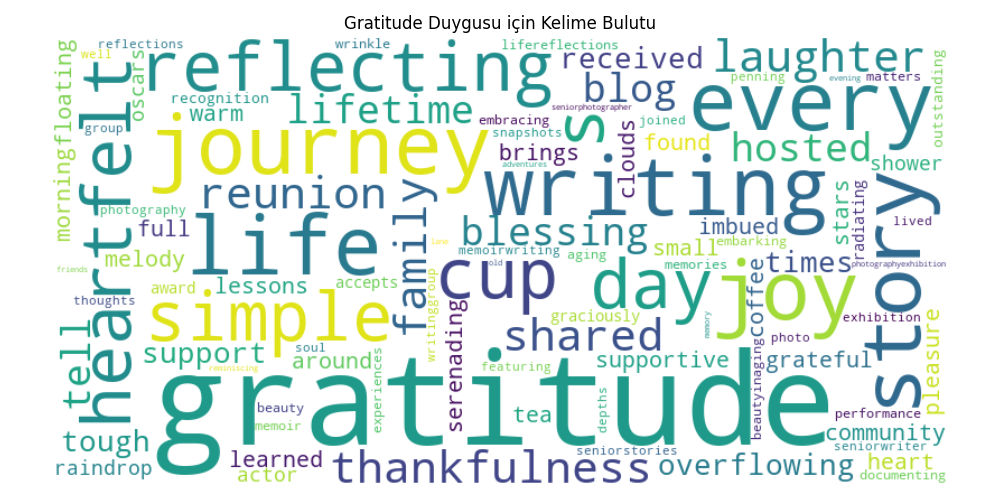 Gratitude Duygusu için Kelime Bulutu
reflections
wrinkle
lifereflections
well
oscars
reflecting
received
laughter
penning
evening
matters
outstanding
morningfloating
heartfelt
recognition
warm
lifetime
blog
seniorphotographer
every
group
journey
embracing
snapshots
s
joined
clouds
found
hosted
shower
brings
adventures
reunion
writing
photography
full
family
stars
radiating
lived
story
imbued
life
blessing
small
embarking
melody
memoirwriting
aging
times
photographyexhibition
friends
old
memories
award
lessons
accepts
cup
day
joy
thoughts
simple
writinggroup
graciously
coffee
exhibition
tell
shared
memory
photo
pleasure
support
soul
around
serenading
supportive
grateful
reminiscing
featuring
beautyinaging
experiences
gratitude
beauty
memoir
tea
depths
performance
community
tough
seniorstories
seniorwriter
raindrop
learned
actor
thankfulness
overflowing
heart
documenting